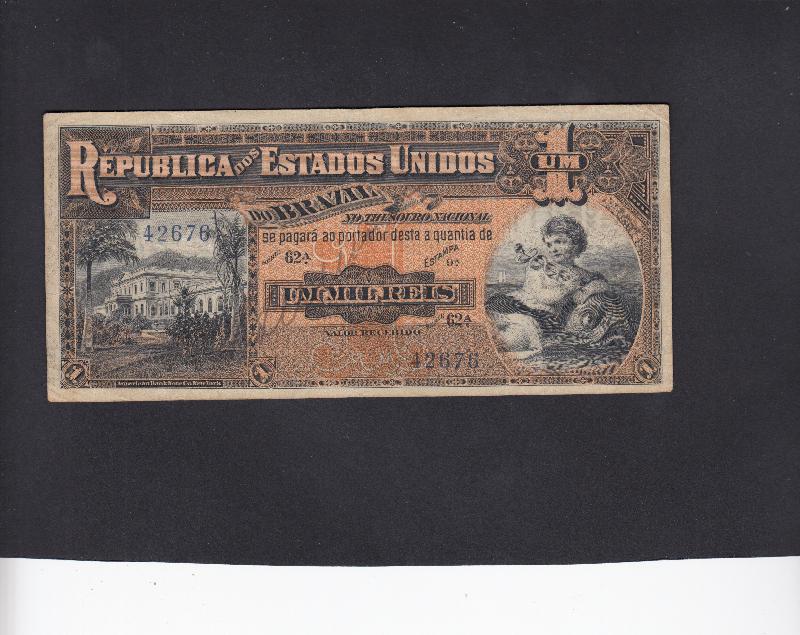 REPUBLICA DOS ESTADOS UNIDOS
1
UM
DO BRAZIL
NO THESOURO NACIONAL
42676
se pagará ao portador desta a quantia de
62A
ESTAMPA
UM MIL REIS
62A
VALOR RECEBIDO
42676
1
1
1
American Bank Note Co. New York.